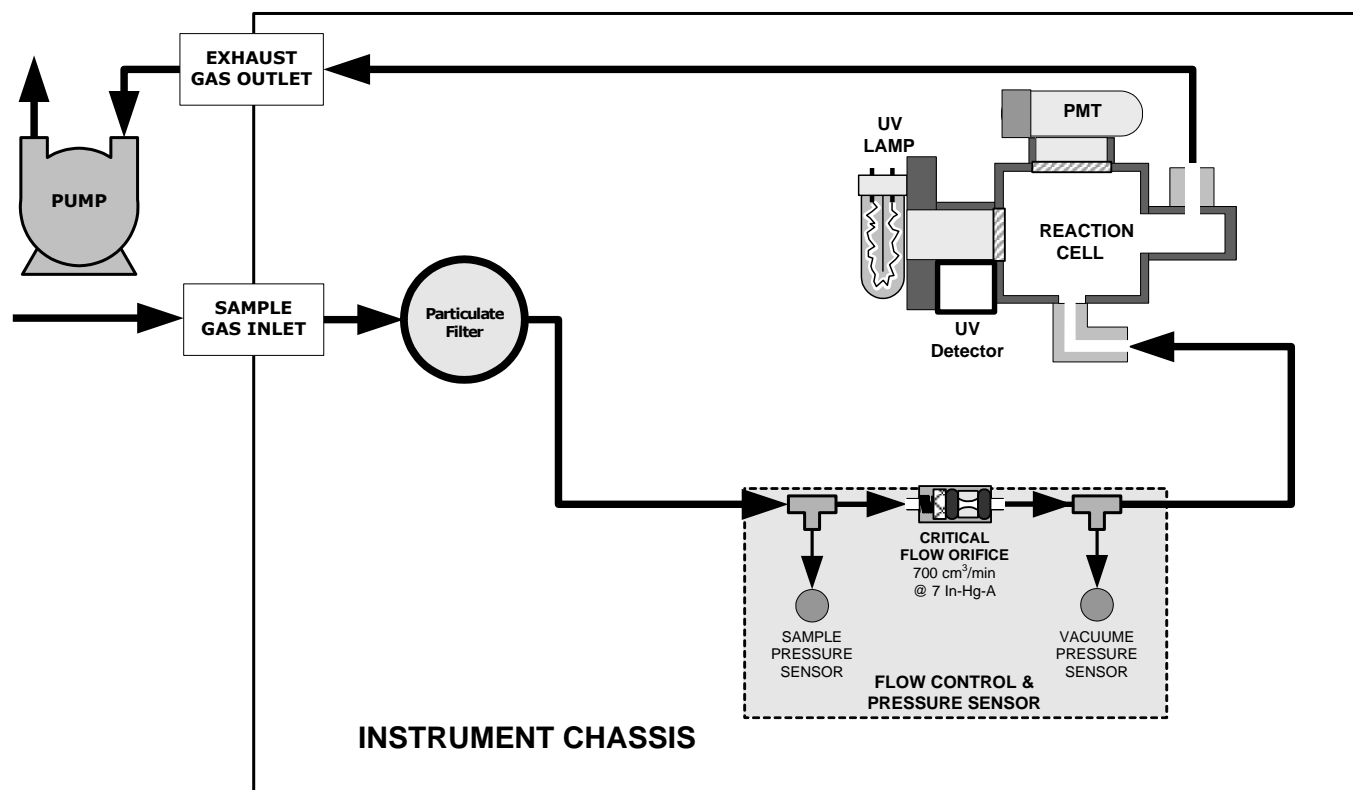 EXHAUST
GAS OUTLET
PUMP
UV
LAMP
PMT
REACTION
CELL
SAMPLE
GAS INLET
Particulate
Filter
UV
Detector
CRITICAL
FLOW ORIFICE
700 cm³/min
@ 7 In-Hg-A
SAMPLE
PRESSURE
SENSOR
VACUUME
PRESSURE
SENSOR
FLOW CONTROL &
PRESSURE SENSOR
INSTRUMENT CHASSIS